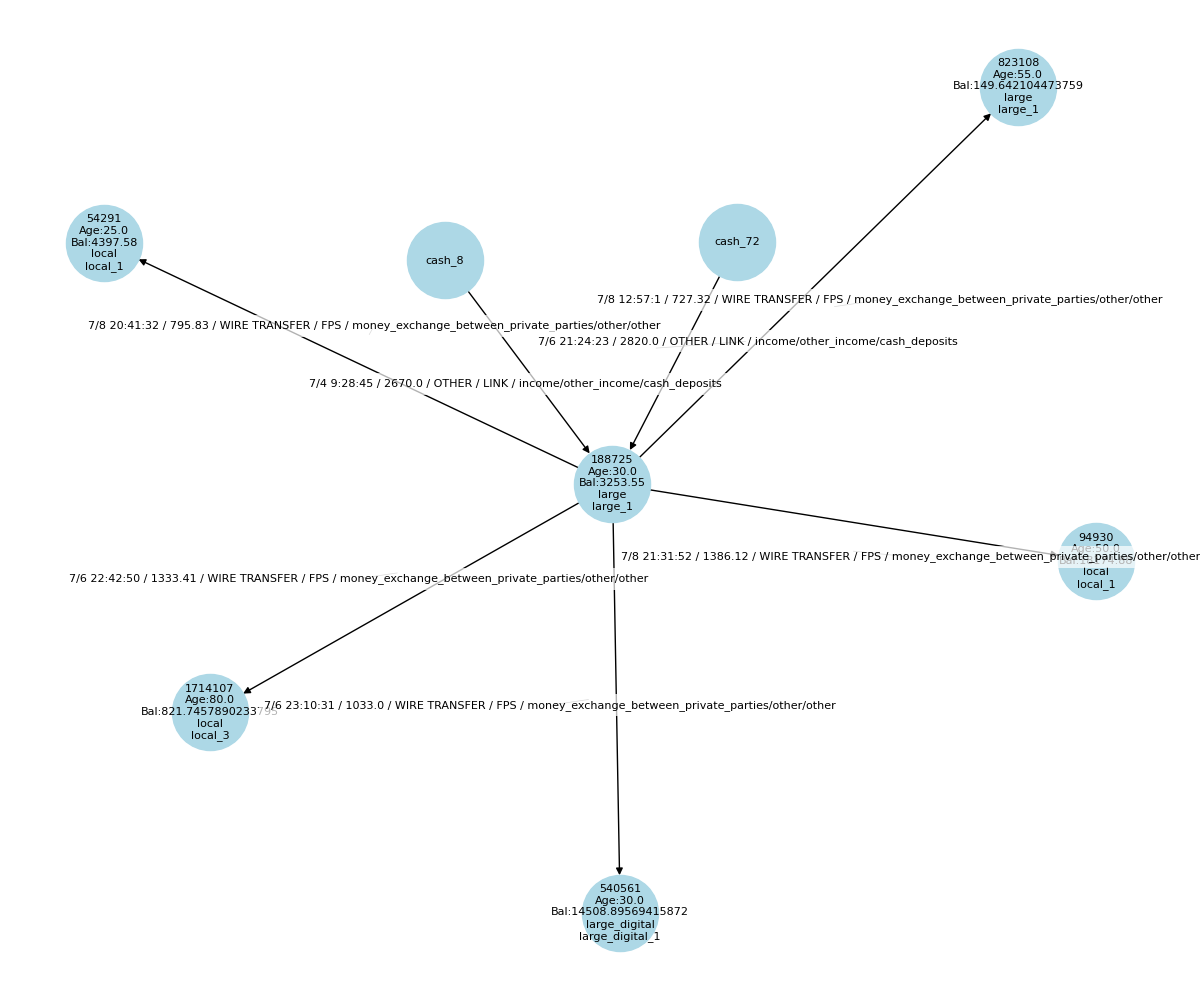 823108
Age:55.0
Bal:149.642104473759
large
large_1
54291
Age:25.0
Bal:4397.58
local
local_1
cash_8
cash_72
7/8 12:57:1 / 727.32 / WIRE TRANSFER / FPS / money_exchange_between_private_parties/other/other
7/8 20:41:32 / 795.83 / WIRE TRANSFER / FPS / money_exchange_between_private_parties/other/other
7/6 21:24:23 / 2820.0 / OTHER / LINK / income/other_income/cash_deposits
7/4 9:28:45 / 2670.0 / OTHER / LINK / income/other_income/cash_deposits
188725
Age:30.0
Bal:3253.55
large
large_1
94930
Age:50.0
7/8 21:31:52 / 1386.12 / WIRE TRANSFER / FPS / money_exchange_between_private_parties/other/other
local
local_1
7/6 22:42:50 / 1333.41 / WIRE TRANSFER / FPS / money_exchange_between_private_parties/other/other
1714107
Age:80.0
Bal:821.7457890233795
local
local_3
7/6 23:10:31 / 1033.0 / WIRE TRANSFER / FPS / money_exchange_between_private_parties/other/other
540561
Age:30.0
Bal:14508.89569415872
large_digital
large_digital_1